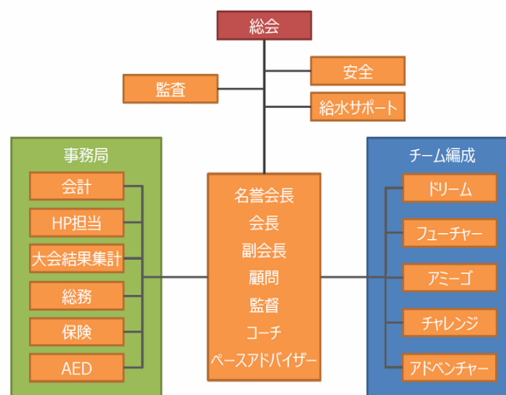 総会
監査
安全
給水サポート
事務局
会計
HP担当
大会結果集計
総務
保険
AED
名誉会長
会長
副会長
顧問
監督
コーチ
ペースアドバイザー
チーム編成
ドリーム
フューチャー
アミーゴ
チャレンジ
アドベンチャー